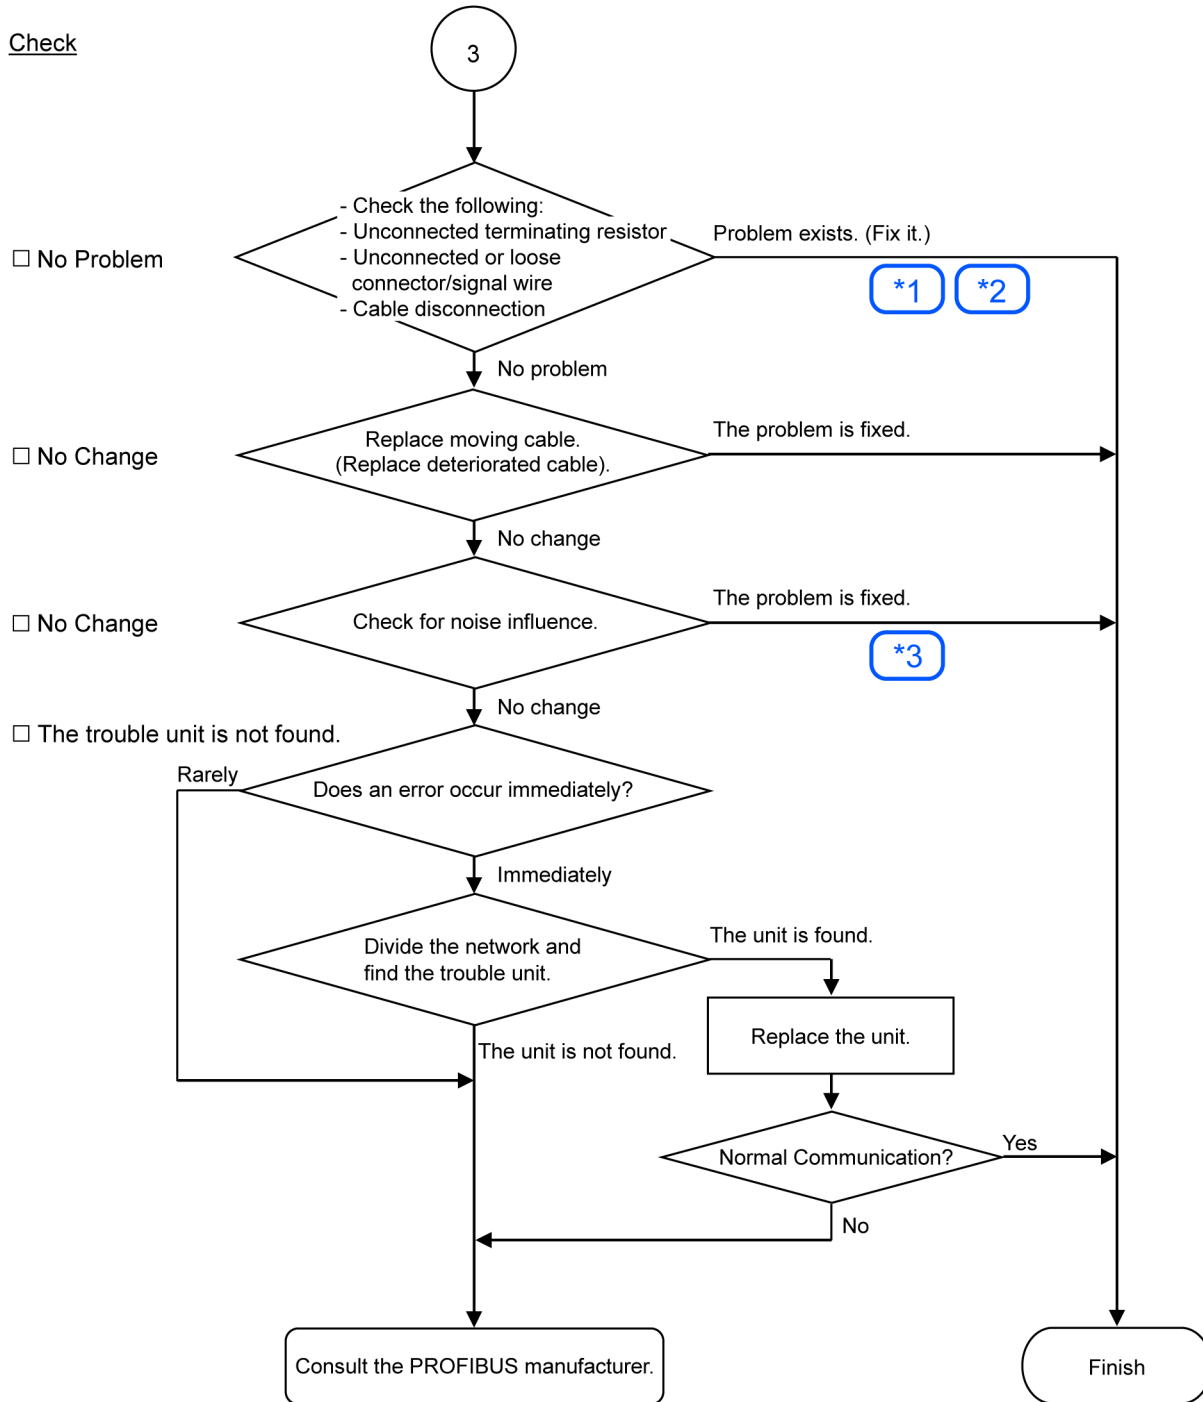 Check
3
- Check the following:
- Unconnected terminating resistor
- Unconnected or loose
connector/signal wire
- Cable disconnection
Problem exists. (Fix it.)
*1 *2
☐ No Problem
No problem
Replace moving cable.
(Replace deteriorated cable).
The problem is fixed.
☐ No Change
No change
Check for noise influence.
The problem is fixed.
*3
☐ No Change
No change
☐ The trouble unit is not found.
Rarely
Does an error occur immediately?
Immediately
Divide the network and
find the trouble unit.
The unit is found.
Replace the unit.
The unit is not found.
Normal Communication?
Yes
No
Consult the PROFIBUS manufacturer.
Finish